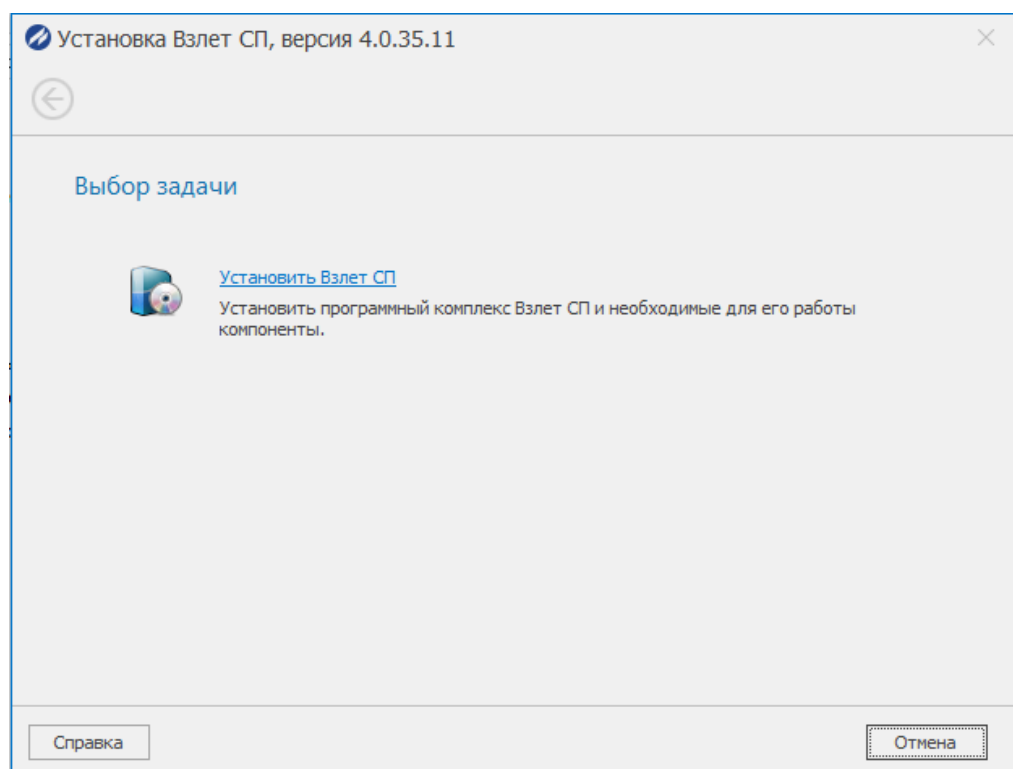 Установка Взлет СП, версия 4.0.35.11
Выбор задачи
Установить Взлет СП
Установить программный комплекс Взлет СП и необходимые для его работы
компоненты.
Справка
Отмена